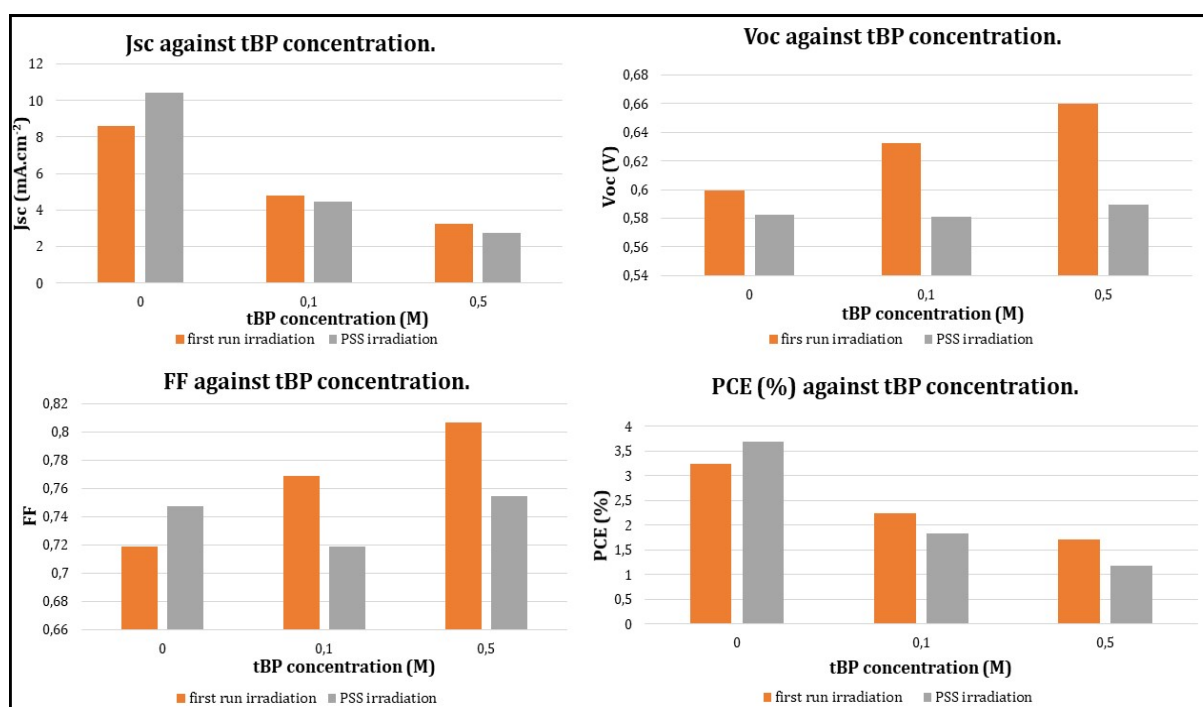 Jsc against tBP concentration.
12
10
8
6
4
2
0
Jsc (mA.cm⁻²)
0 0,1 0,5
tBP concentration (M)
first run irradiation PSS irradiation
Voc against tBP concentration.
0,68
0,66
0,64
0,62
0,6
0,58
0,56
0,54
Voc (V)
0 0,1 0,5
tBP concentration (M)
firs run irradiation PSS irradiation
FF against tBP concentration.
0,82
0,8
0,78
0,76
0,74
0,72
0,7
0,68
0,66
FF
0 0,1 0,5
tBP concentration (M)
first run irradiation PSS irradiation
PCE (%) against tBP concentration.
4
3,5
3
2,5
2
1,5
1
0,5
0
PCE (%)
0 0,1 0,5
tBP concentration (M)
first run irradiation PSS irradiation